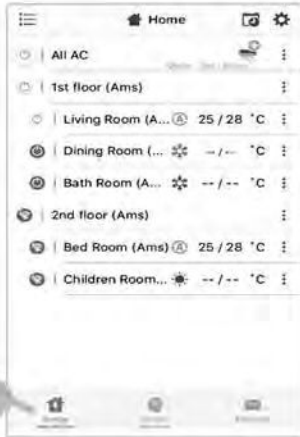 Home
All AC
1st floor (Ams)
Living Room (A... Ⓐ 25 / 28 °C
Dining Room (... -- / -- °C
Bath Room (A... -- / -- °C
2nd floor (Ams)
Bed Room (Ams) Ⓐ 25 / 28 °C
Children Room... -- / -- °C